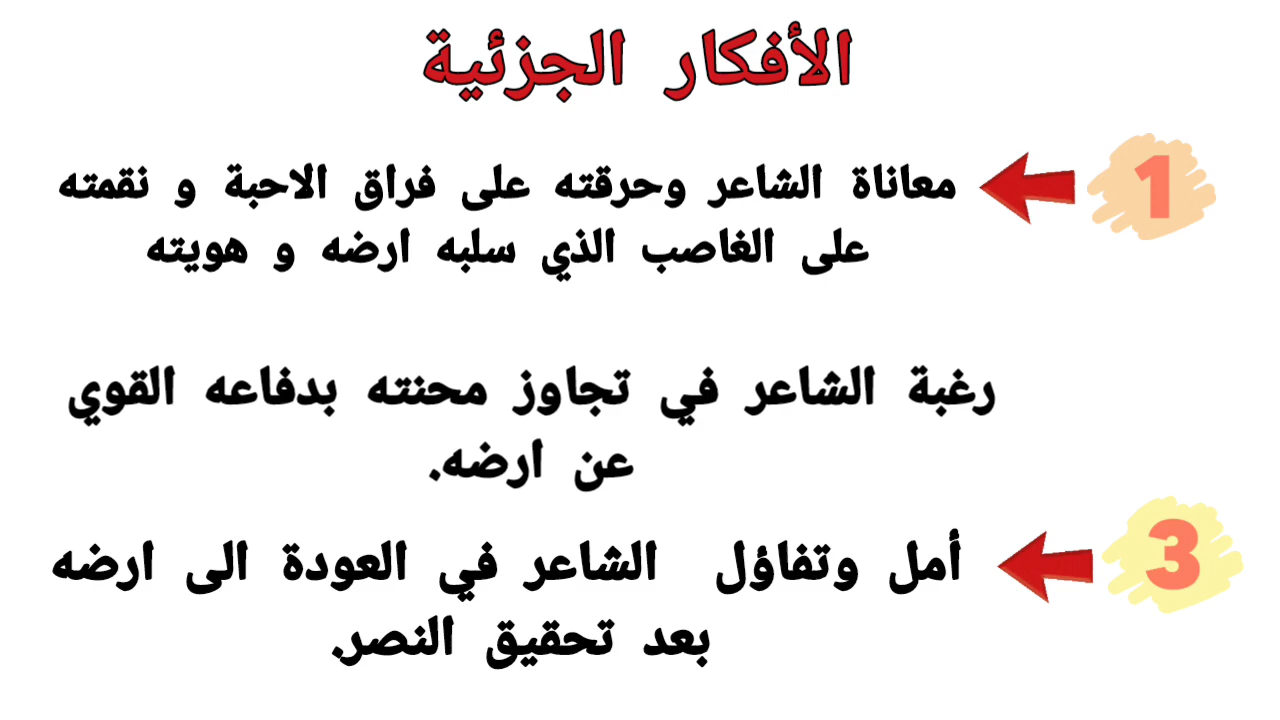 الأفكار الجزئية
1
معاناة الشاعر وحرقته على فراق الاحبة و نقمته
على الغاصب الذي سلبه ارضه و هويته
رغبة الشاعر في تجاوز محنته بدفاعه القوي
عن ارضه.
3
أمل وتفاؤل الشاعر في العودة الى ارضه
بعد تحقيق النصر.